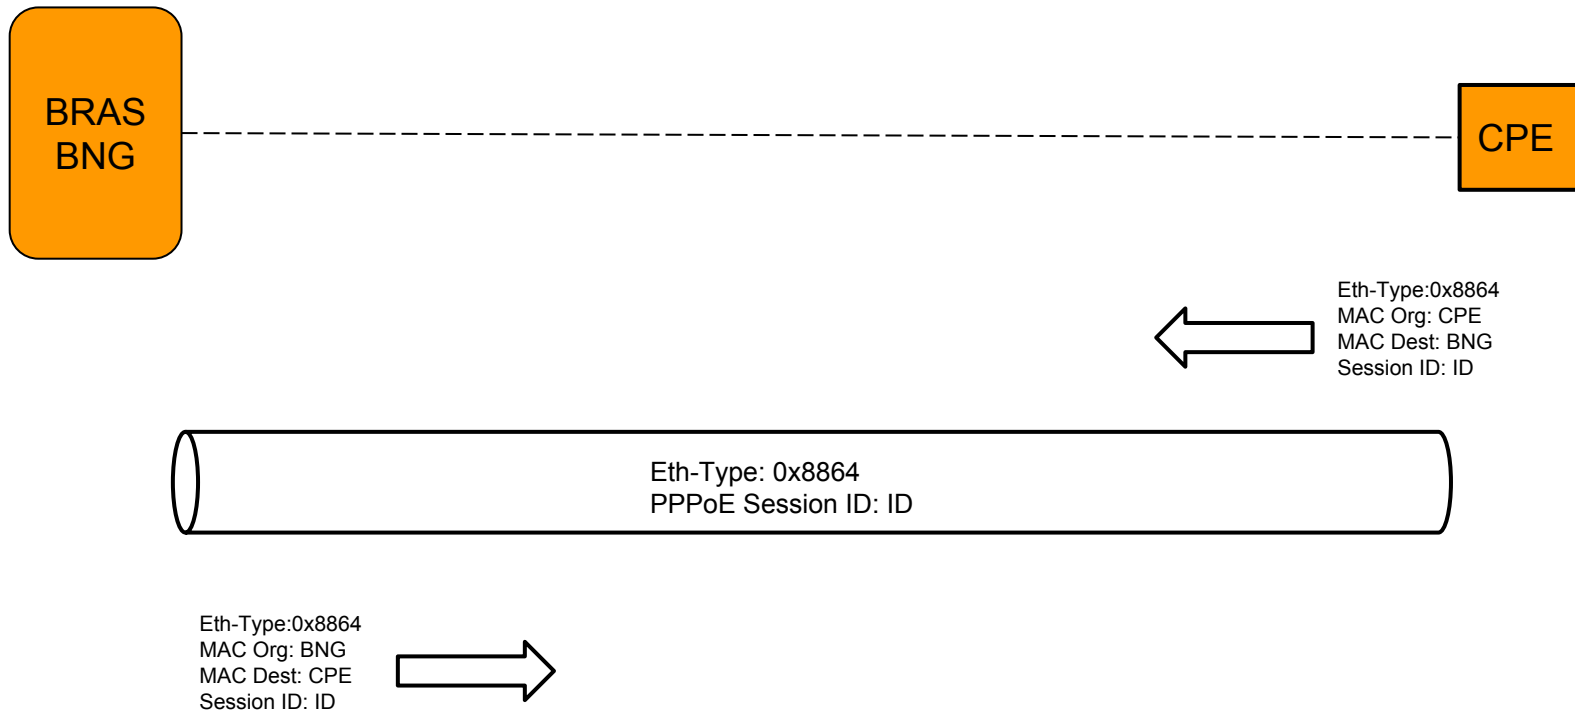 BRAS
BNG
CPE
Eth-Type:0x8864
MAC Org: CPE
MAC Dest: BNG
Session ID: ID
Eth-Type: 0x8864
PPPoE Session ID: ID
Eth-Type:0x8864
MAC Org: BNG
MAC Dest: CPE
Session ID: ID